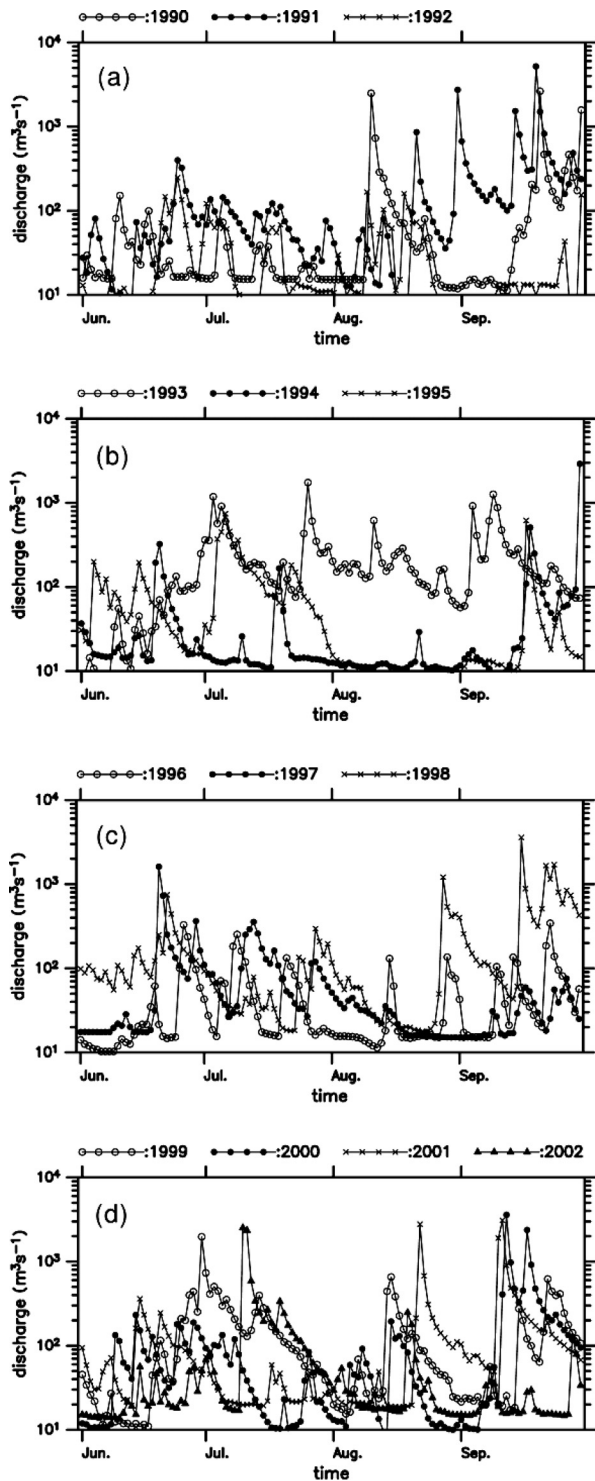 :1990 :1991 :1992
(a)
10⁴
10³
10²
10¹
discharge (m³s⁻¹)
Jun. Jul. Aug. Sep.
time
:1993 :1994 :1995
(b)
10⁴
10³
10²
10¹
discharge (m³s⁻¹)
Jun. Jul. Aug. Sep.
time
:1996 :1997 :1998
(c)
10⁴
10³
10²
10¹
discharge (m³s⁻¹)
Jun. Jul. Aug. Sep.
time
:1999 :2000 :2001 :2002
(d)
10⁴
10³
10²
10¹
discharge (m³s⁻¹)
Jun. Jul. Aug. Sep.
time